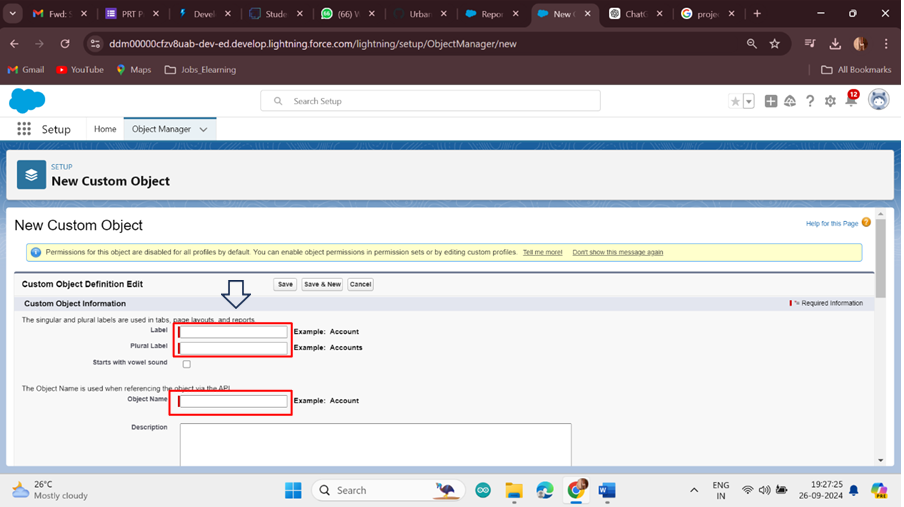 Fwd: S
PRT P
Devel
Stude
(66) W
Urban
Repor
New C
ChatG
projec
ddm00000cfzv8uab-dev-ed.develop.lightning.force.com/lightning/setup/ObjectManager/new
Gmail
YouTube
Maps
Jobs_Elearning
All Bookmarks
Search Setup
12
Setup
Home
Object Manager
SETUP
New Custom Object
New Custom Object
Help for this Page
Permissions for this object are disabled for all profiles by default. You can enable object permissions in permission sets or by editing custom profiles. Tell me more! Don't show this message again
Custom Object Definition Edit
Save
Save & New
Cancel
Custom Object Information
= Required Information
The singular and plural labels are used in tabs, page layouts, and reports.
Label
Example: Account
Plural Label
Example: Accounts
Starts with vowel sound
The Object Name is used when referencing the object via the API.
Object Name
Example: Account
Description
26°C
Mostly cloudy
Search
ENG
IN
19:27:25
26-09-2024
PRE